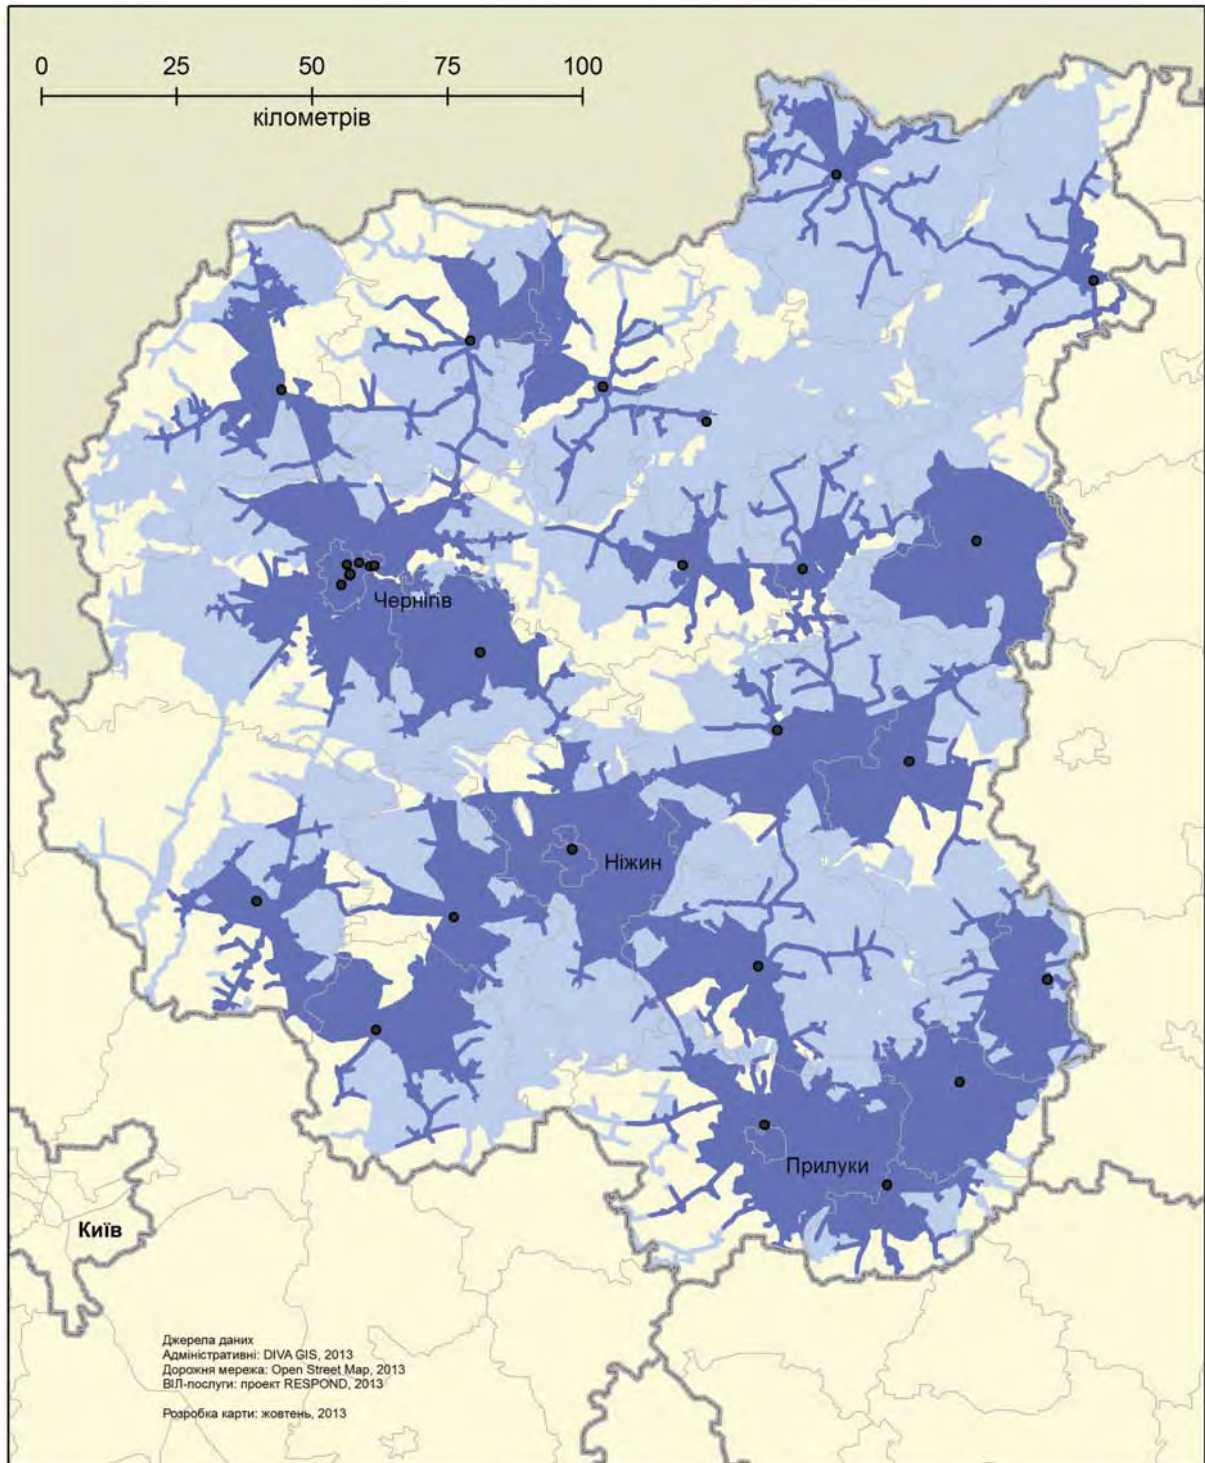 0 25 50 75 100
кілометрів
Чернігів
Ніжин
Прилуки
Київ
Джерела даних
Адміністративні: DIVA GIS, 2013
Дорожня мережа: Open Street Map, 2013
ВІЛ-послуги: проект RESPOND, 2013
Розробка карти: жовтень, 2013